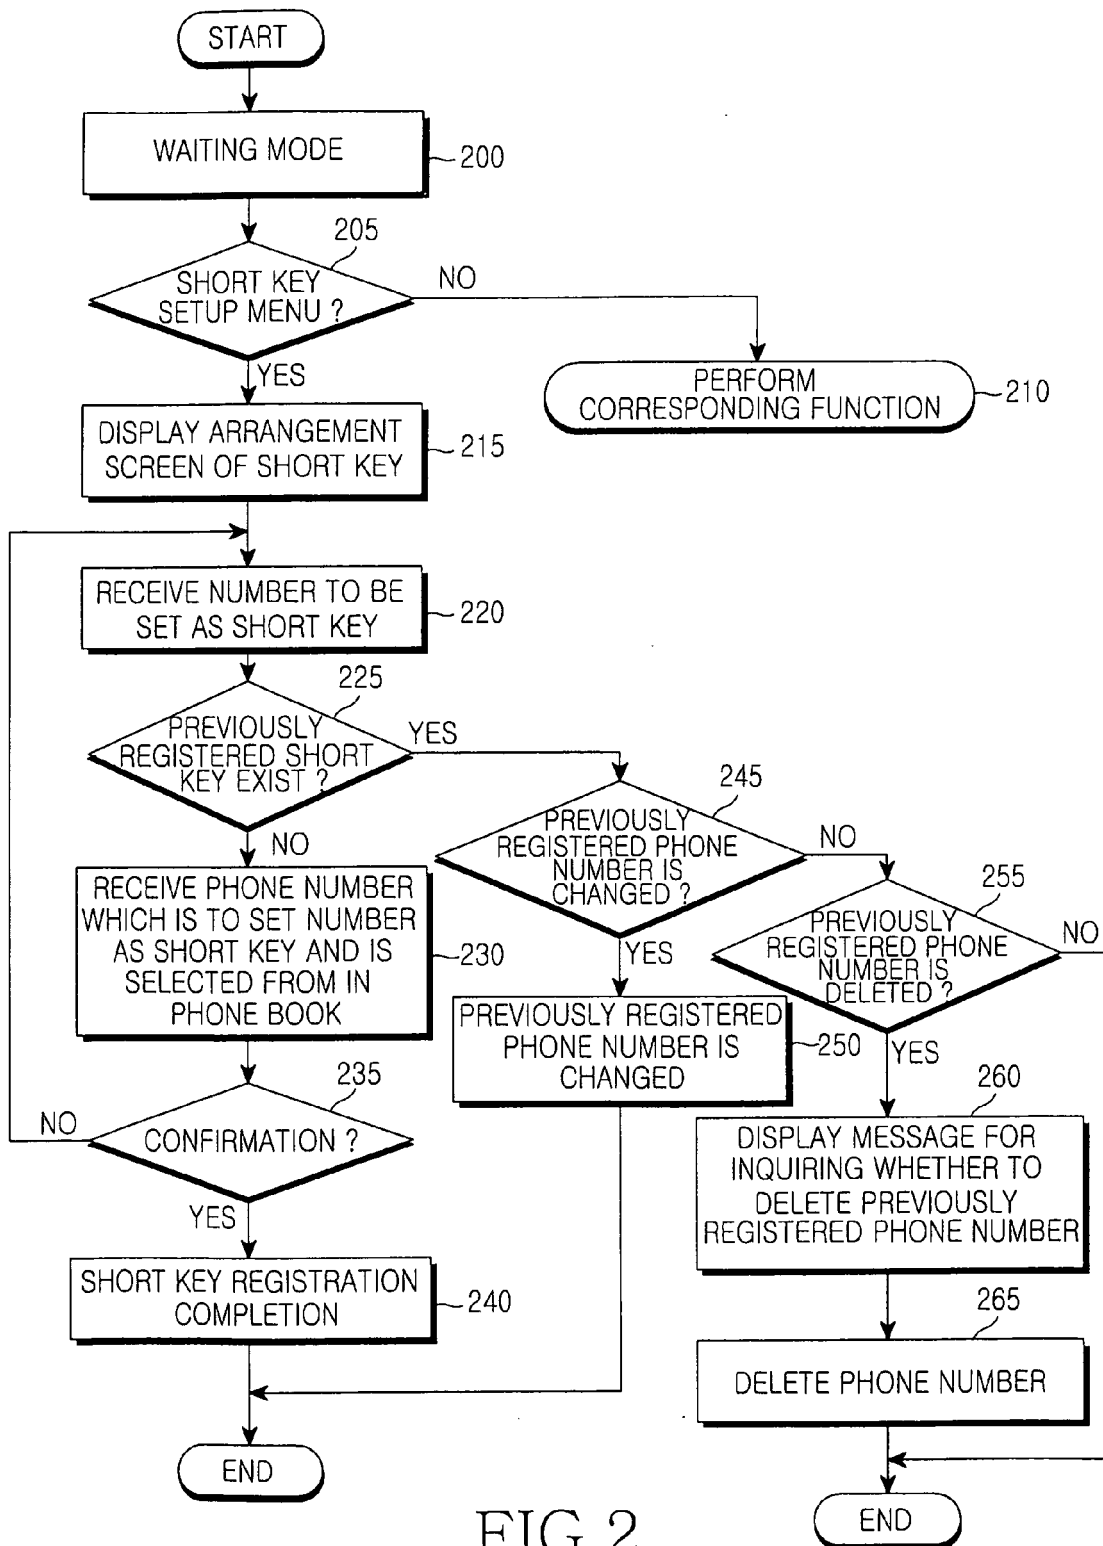 START
WAITING MODE
200
205
SHORT KEY
SETUP MENU ?
NO
YES
PERFORM
CORRESPONDING FUNCTION
210
DISPLAY ARRANGEMENT
SCREEN OF SHORT KEY
215
RECEIVE NUMBER TO BE
SET AS SHORT KEY
220
225
PREVIOUSLY
REGISTERED SHORT
KEY EXIST ?
YES
NO
245
PREVIOUSLY
REGISTERED PHONE
NUMBER IS
CHANGED ?
NO
YES
255
PREVIOUSLY
REGISTERED PHONE
NUMBER IS
DELETED ?
NO
YES
RECEIVE PHONE NUMBER
WHICH IS TO SET NUMBER
AS SHORT KEY AND IS
SELECTED FROM IN
PHONE BOOK
230
PREVIOUSLY REGISTERED
PHONE NUMBER IS
CHANGED
250
235
CONFIRMATION ?
NO
YES
260
DISPLAY MESSAGE FOR
INQUIRING WHETHER TO
DELETE PREVIOUSLY
REGISTERED PHONE NUMBER
SHORT KEY REGISTRATION
COMPLETION
240
265
DELETE PHONE NUMBER
END
END
FIG.2